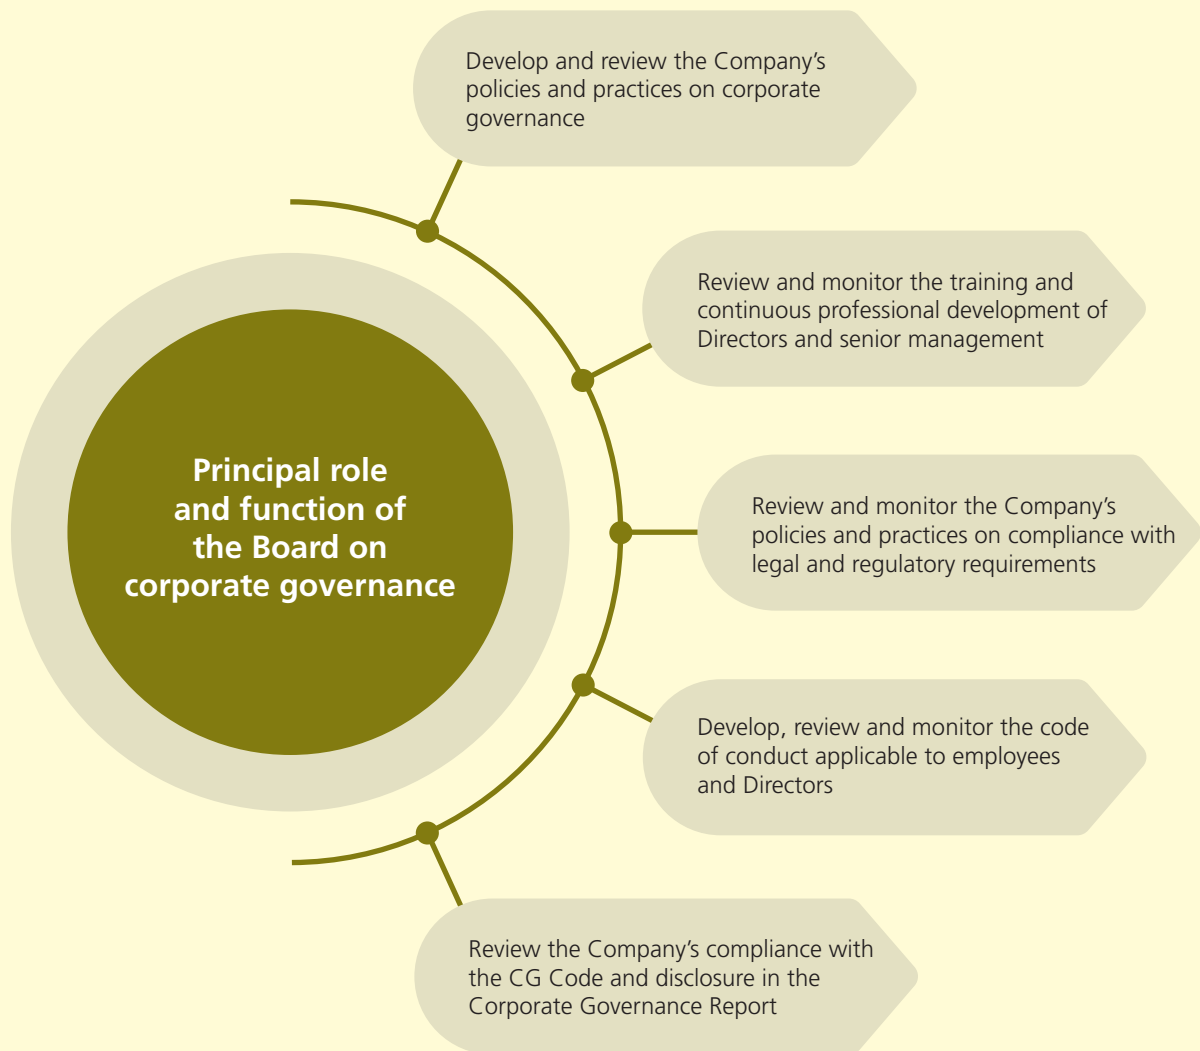 Develop and review the Company’s
policies and practices on corporate
governance
Review and monitor the training and
continuous professional development of
Directors and senior management
Principal role
and function of
the Board on
corporate governance
Review and monitor the Company’s
policies and practices on compliance with
legal and regulatory requirements
Develop, review and monitor the code
of conduct applicable to employees
and Directors
Review the Company’s compliance with
the CG Code and disclosure in the
Corporate Governance Report